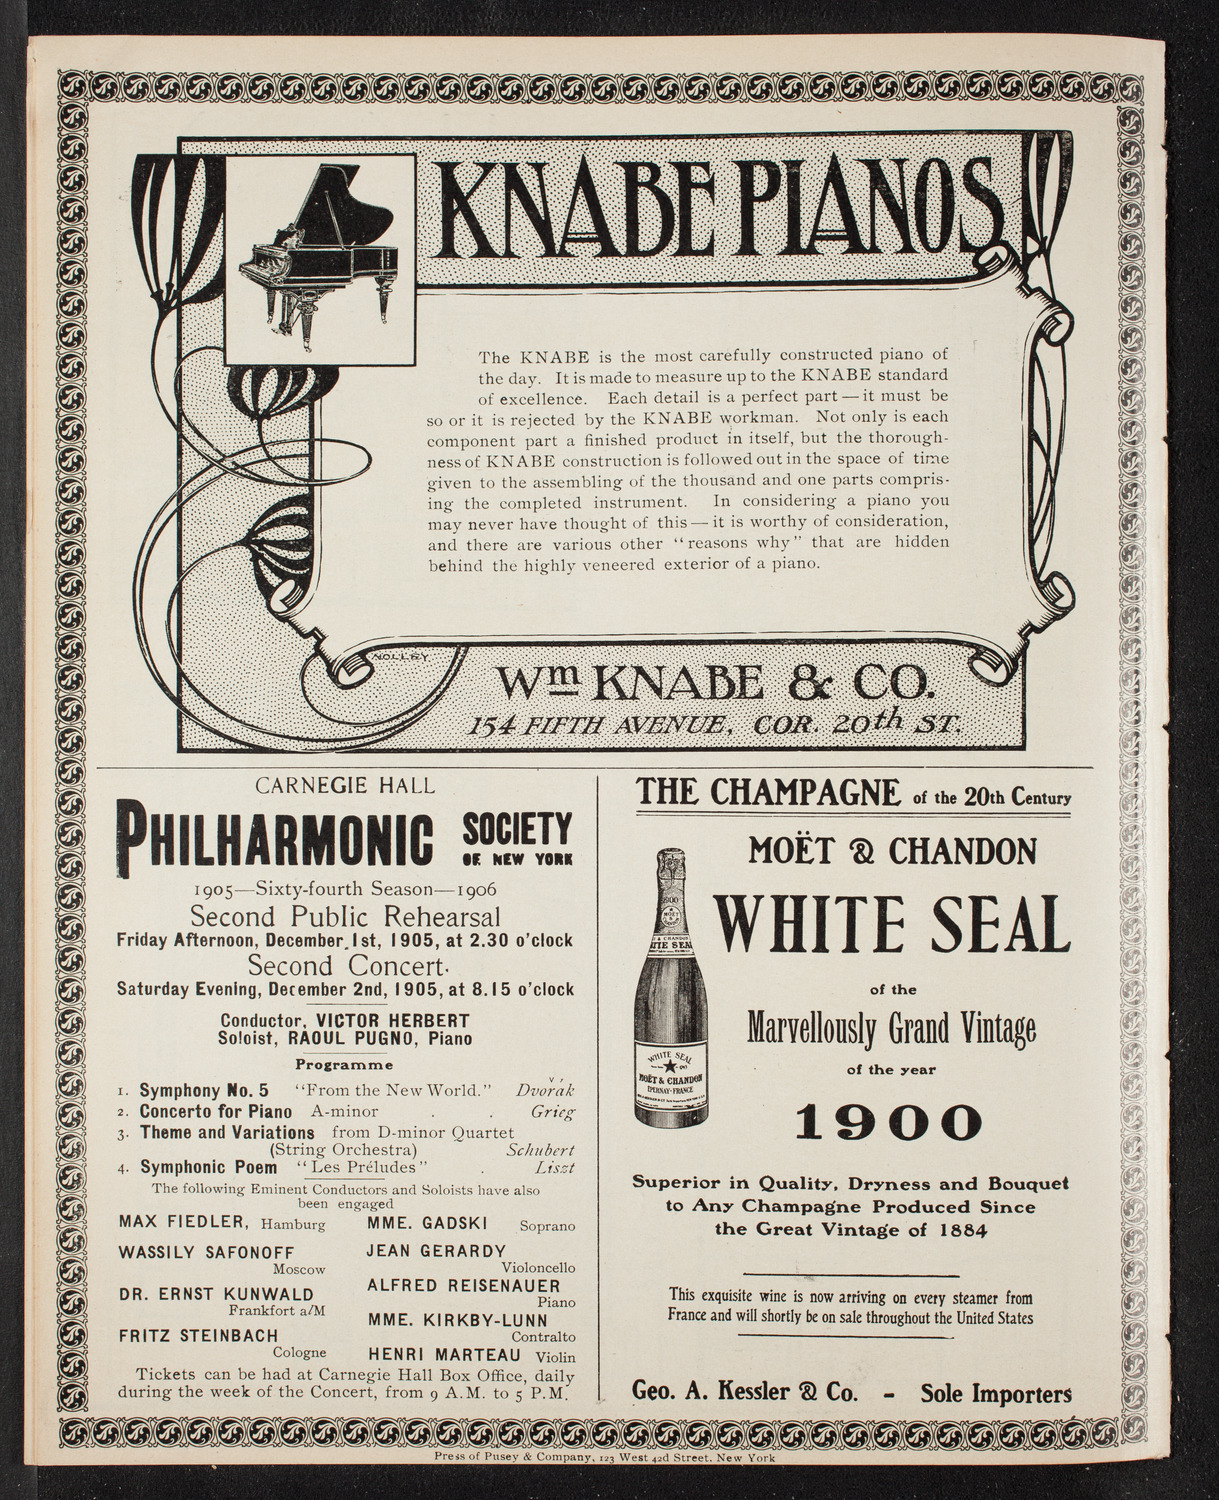 KNABE PIANOS
The KNABE is the most carefully constructed piano of
the day. It is made to measure up to the KNABE standard
of excellence. Each detail is a perfect part — it must be
so or it is rejected by the KNABE workman. Not only is each
component part a finished product in itself, but the thorough-
ness of KNABE construction is followed out in the space of time
given to the assembling of the thousand and one parts compris-
ing the completed instrument. In considering a piano you
may never have thought of this — it is worthy of consideration,
and there are various other “reasons why” that are hidden
behind the highly veneered exterior of a piano.
NOLLEY
Wm KNABE & CO.
154 FIFTH AVENUE, COR. 20th ST.
CARNEGIE HALL
PHILHARMONIC SOCIETY
OF NEW YORK
1905—Sixty-fourth Season—1906
Second Public Rehearsal
Friday Afternoon, December 1st, 1905, at 2.30 o'clock
Second Concert.
Saturday Evening, December 2nd, 1905, at 8.15 o'clock
Conductor, VICTOR HERBERT
Soloist, RAOUL PUGNO, Piano
Programme
1. Symphony No. 5 “From the New World.” Dvořák
2. Concerto for Piano A-minor . . Grieg
3. Theme and Variations from D-minor Quartet
(String Orchestra) Schubert
4. Symphonic Poem “Les Préludes” . Liszt
The following Eminent Conductors and Soloists have also
been engaged
MAX FIEDLER, Hamburg
WASSILY SAFONOFF
Moscow
DR. ERNST KUNWALD
Frankfort a/M
FRITZ STEINBACH
Cologne
MME. GADSKI Soprano
JEAN GERARDY
Violoncello
ALFRED REISENAUER
Piano
MME. KIRKBY-LUNN
Contralto
HENRI MARTEAU Violin
Tickets can be had at Carnegie Hall Box Office, daily
during the week of the Concert, from 9 A.M. to 5 P.M.
THE CHAMPAGNE of the 20th Century
MOËT & CHANDON
WHITE SEAL
of the
Marvellously Grand Vintage
of the year
1900
WHITE SEAL
MOËT & CHANDON
EPERNAY-FRANCE
Superior in Quality, Dryness and Bouquet
to Any Champagne Produced Since
the Great Vintage of 1884
This exquisite wine is now arriving on every steamer from
France and will shortly be on sale throughout the United States
Geo. A. Kessler & Co. - Sole Importers
Press of Pusey & Company, 123 West 42d Street, New York